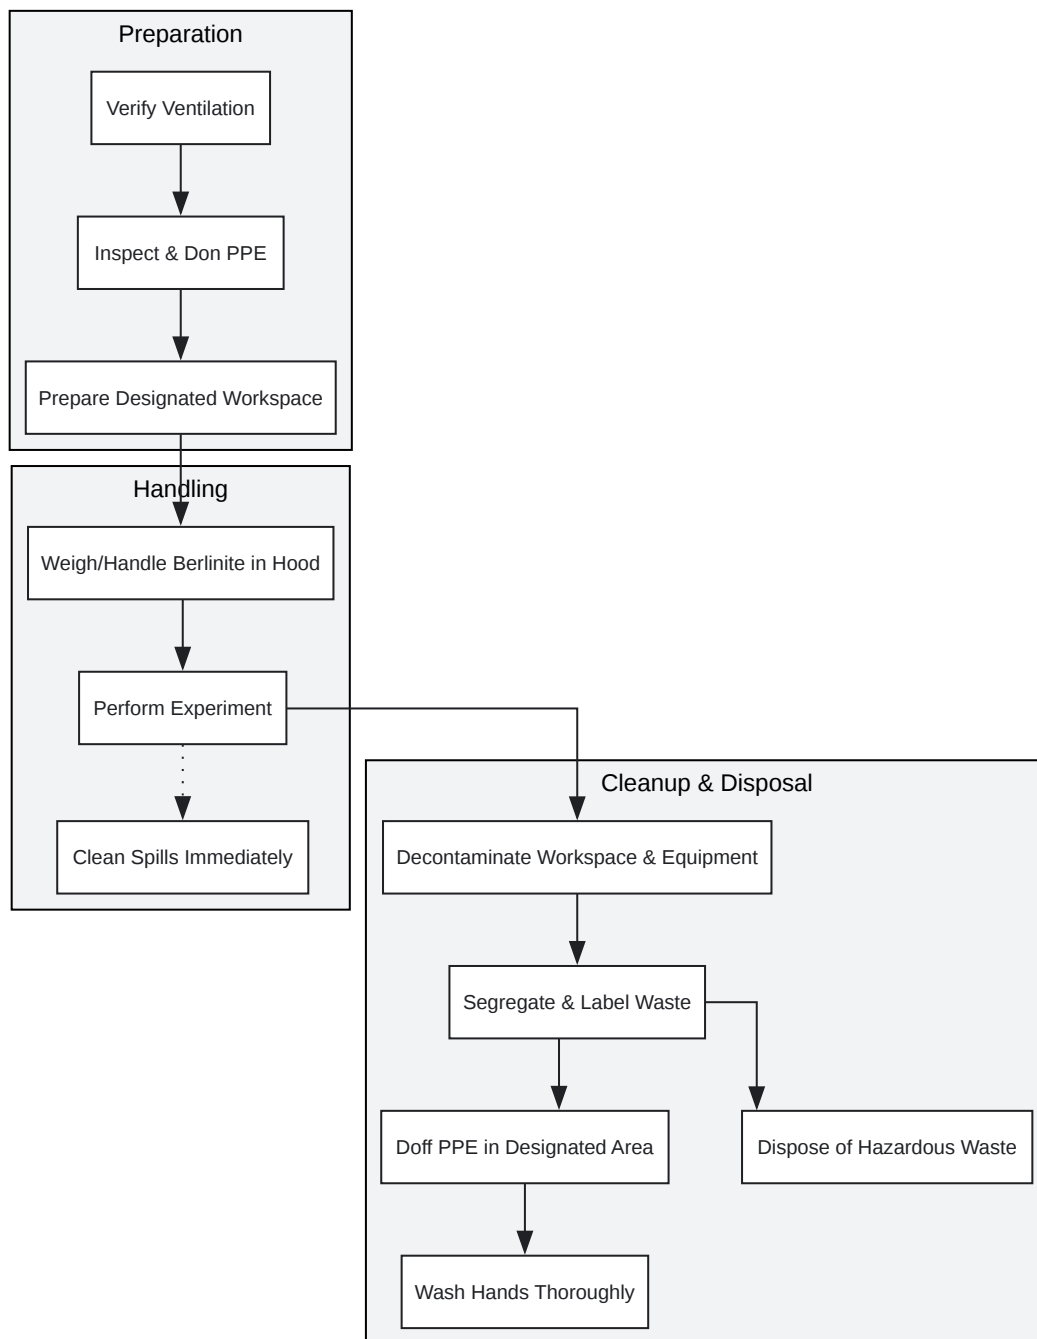 Preparation
Verify Ventilation
Inspect & Don PPE
Prepare Designated Workspace
Handling
Weigh/Handle Berlinite in Hood
Perform Experiment
Clean Spills Immediately
Cleanup & Disposal
Decontaminate Workspace & Equipment
Segregate & Label Waste
Doff PPE in Designated Area
Dispose of Hazardous Waste
Wash Hands Thoroughly